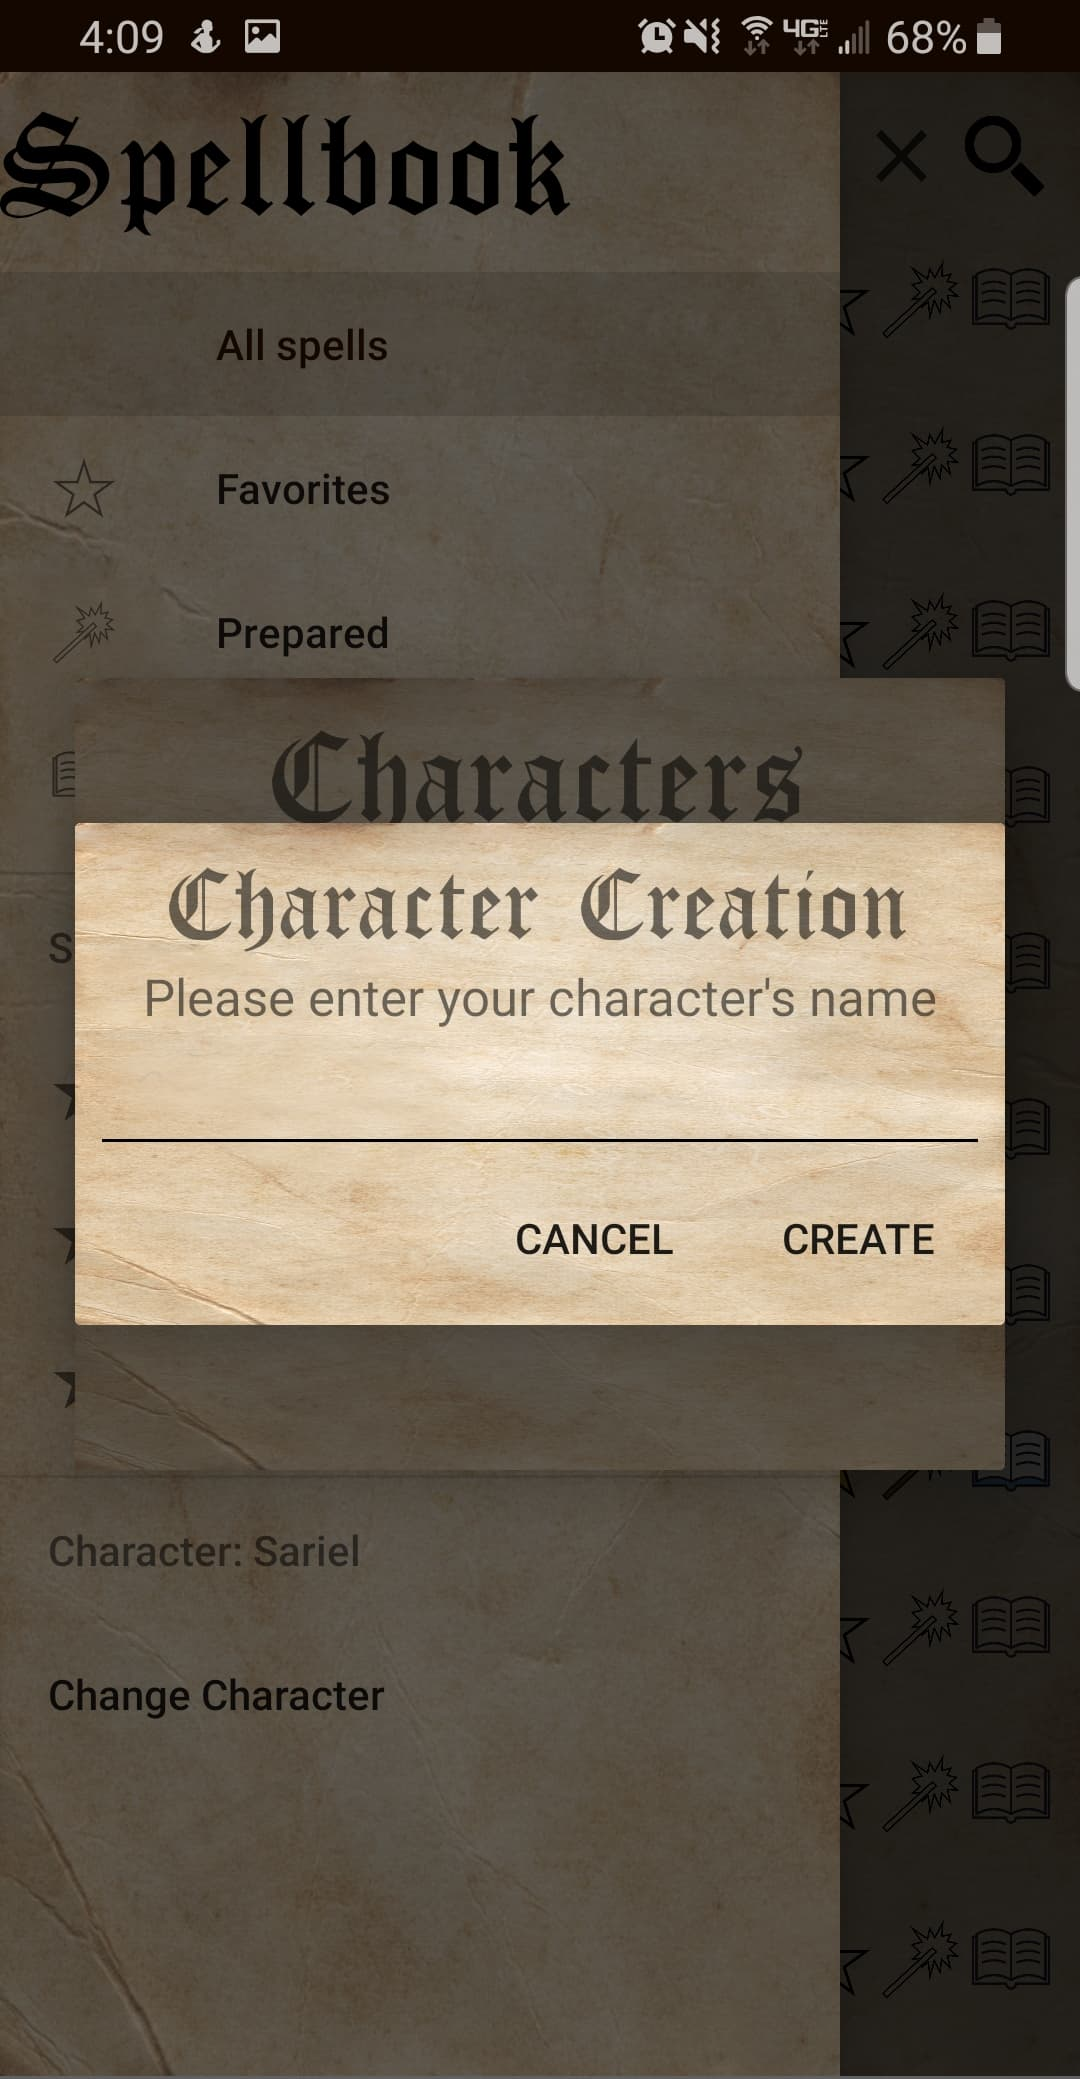 4:09 4G LTE 68%
Spellbook
All spells
Favorites
Prepared
Characters
Character Creation
Please enter your character's name
CANCEL CREATE
Character: Sariel
Change Character